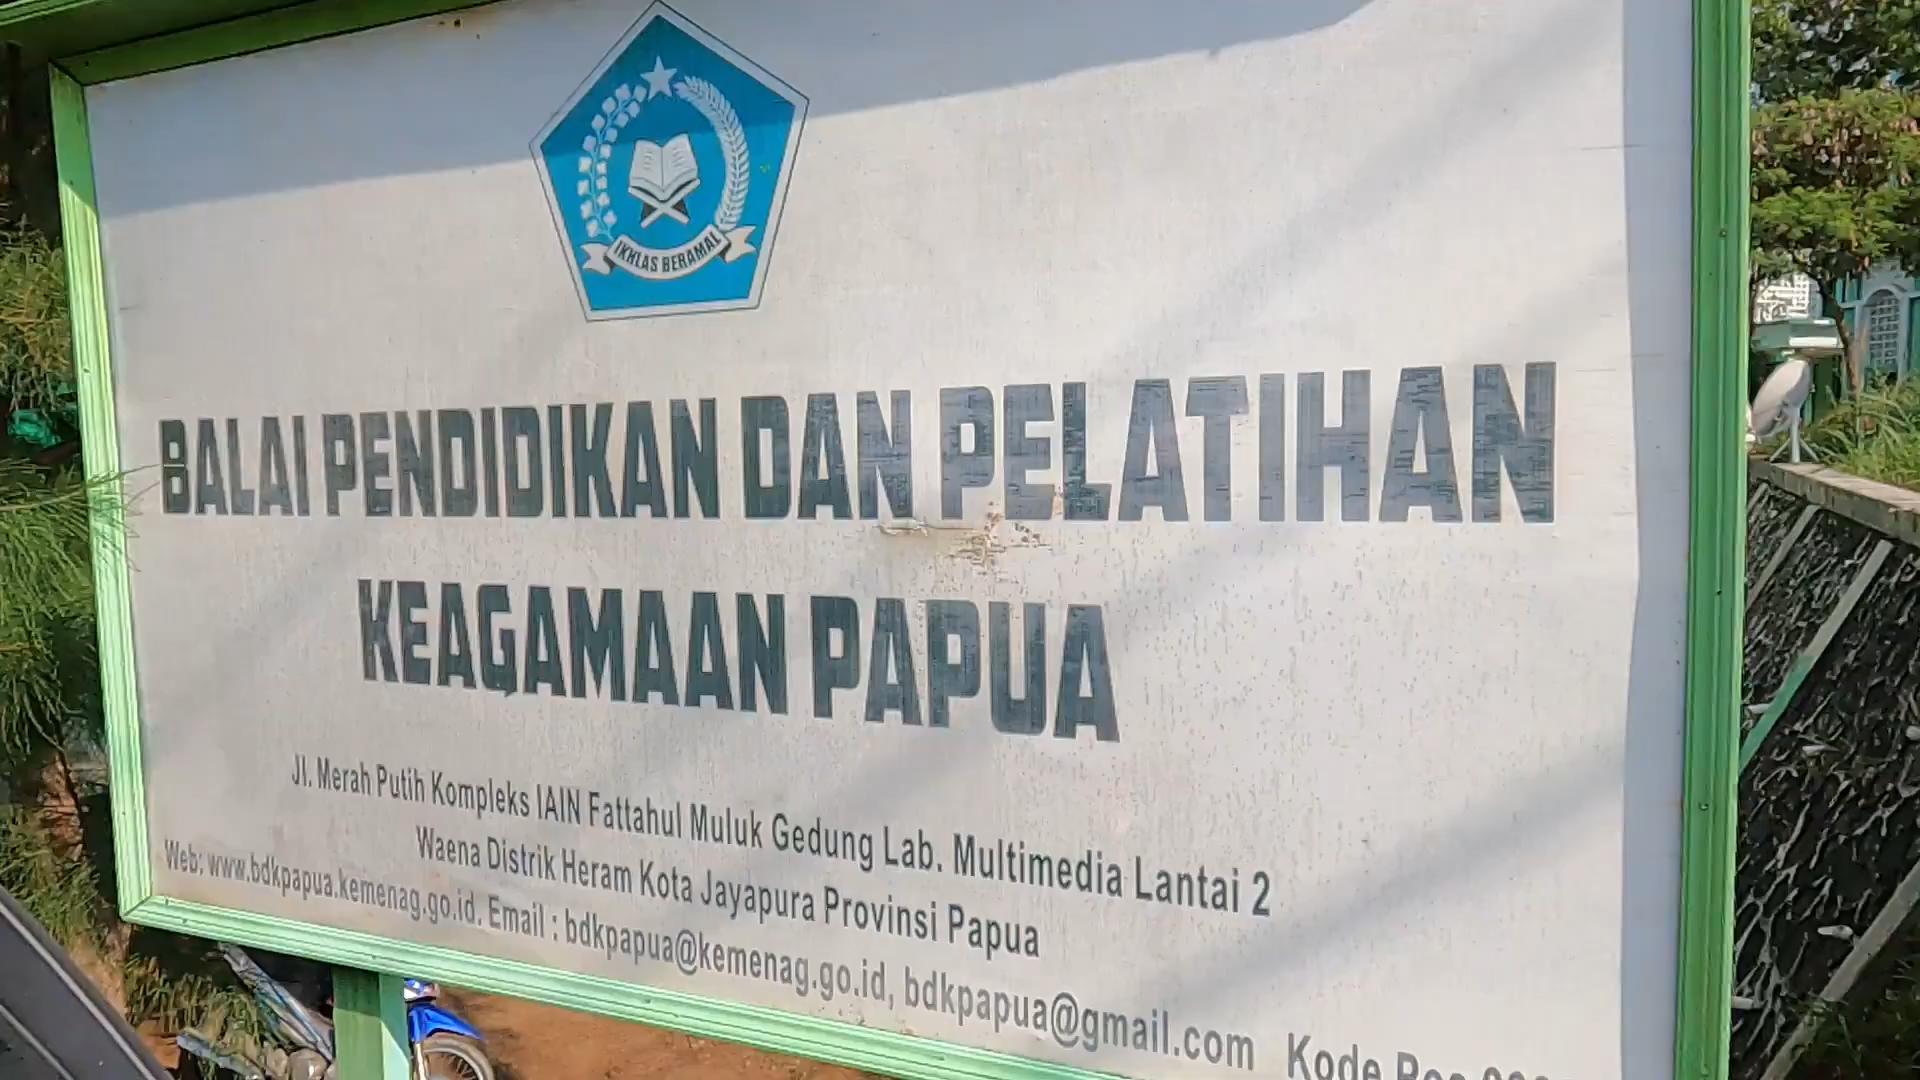 IKHLAS BERAMAL
BALAI PENDIDIKAN DAN PELATIHAN
KEAGAMAAN PAPUA
Jl. Merah Putih Kompleks IAIN Fattahul Muluk Gedung Lab. Multimedia Lantai 2
Waena Distrik Heram Kota Jayapura Provinsi Papua
Web: www.bdkpapua.kemenag.go.id. Email : bdkpapua@kemenag.go.id, bdkpapua@gmail.com Kode